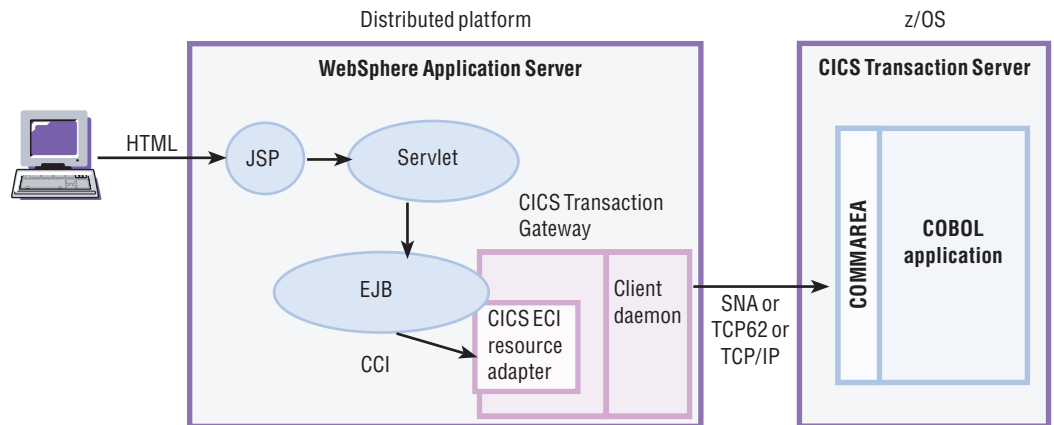 Distributed platform
z/OS
WebSphere Application Server
CICS Transaction Server
HTML
JSP
Servlet
CICS Transaction
Gateway
EJB
Client
daemon
CICS ECI
resource
adapter
CCI
SNA or
TCP62 or
TCP/IP
COMMAREA
COBOL
application